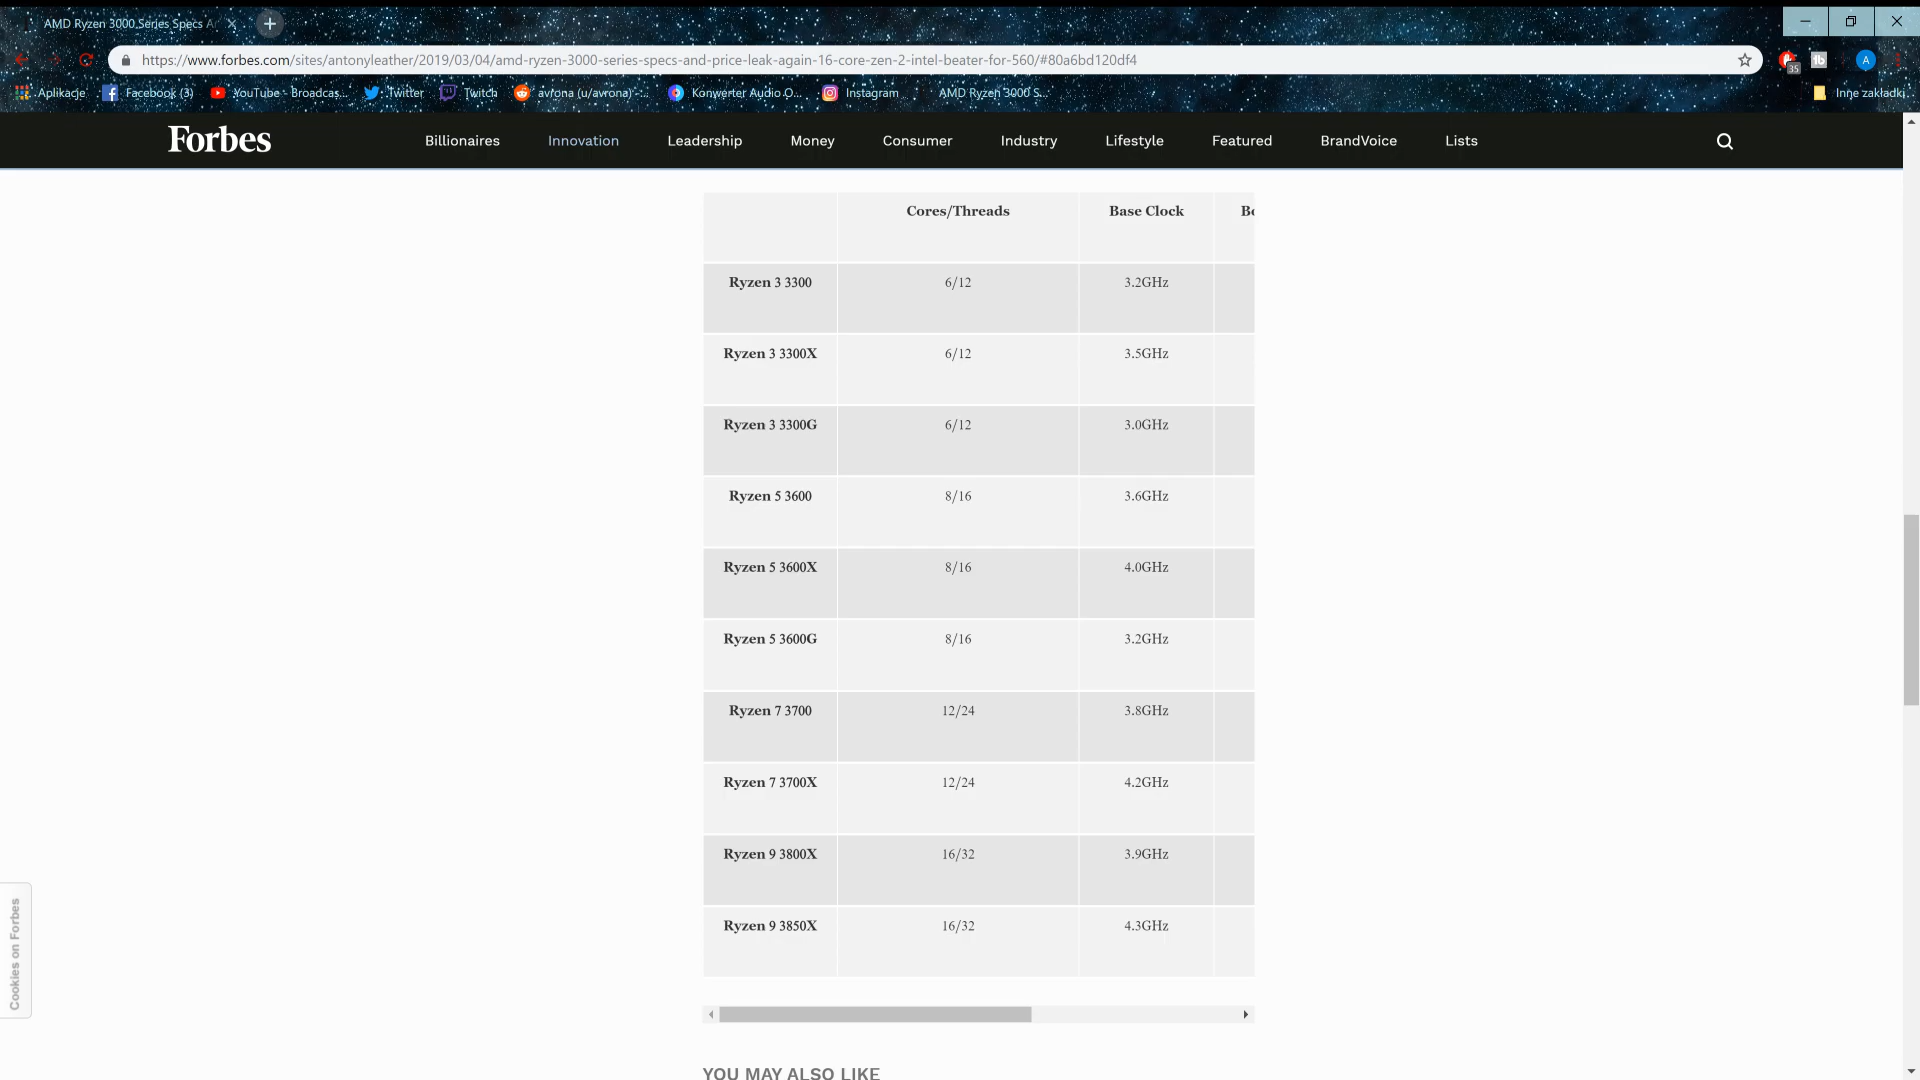 AMD Ryzen 3000 Series Specs
https://www.forbes.com/sites/antonyleather/2019/03/04/amd-ryzen-3000-series-specs-and-price-leak-again-16-core-zen-2-intel-beater-for-560/#80a6bd120df4
35
A
Aplikacje Facebook (3) YouTube - Broadcas... Twitter Twitch avrona (u/avrona) -... Konwerter Audio O... Instagram AMD Ryzen 3000 S... Inne zakładki
Forbes Billionaires Innovation Leadership Money Consumer Industry Lifestyle Featured BrandVoice Lists
Cores/Threads Base Clock
Ryzen 3 3300 6/12 3.2GHz
Ryzen 3 3300X 6/12 3.5GHz
Ryzen 3 3300G 6/12 3.0GHz
Ryzen 5 3600 8/16 3.6GHz
Ryzen 5 3600X 8/16 4.0GHz
Ryzen 5 3600G 8/16 3.2GHz
Ryzen 7 3700 12/24 3.8GHz
Ryzen 7 3700X 12/24 4.2GHz
Ryzen 9 3800X 16/32 3.9GHz
Ryzen 9 3850X 16/32 4.3GHz
Cookies on Forbes
YOU MAY ALSO LIKE